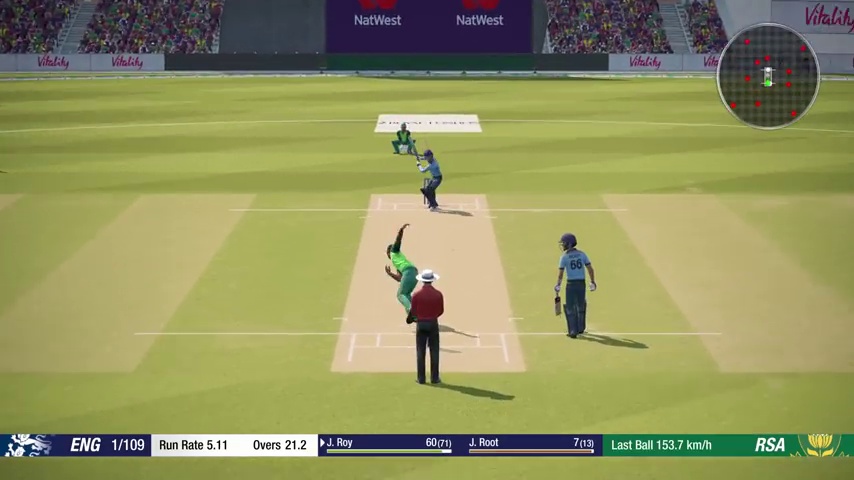 NatWest NatWest
Vitality
Vitality Vitality Vitality Vitality
66
ENG 1/109 Run Rate 5.11 Overs 21.2 J. Roy 60 (71) J. Root 7 (13) Last Ball 153.7 km/h RSA